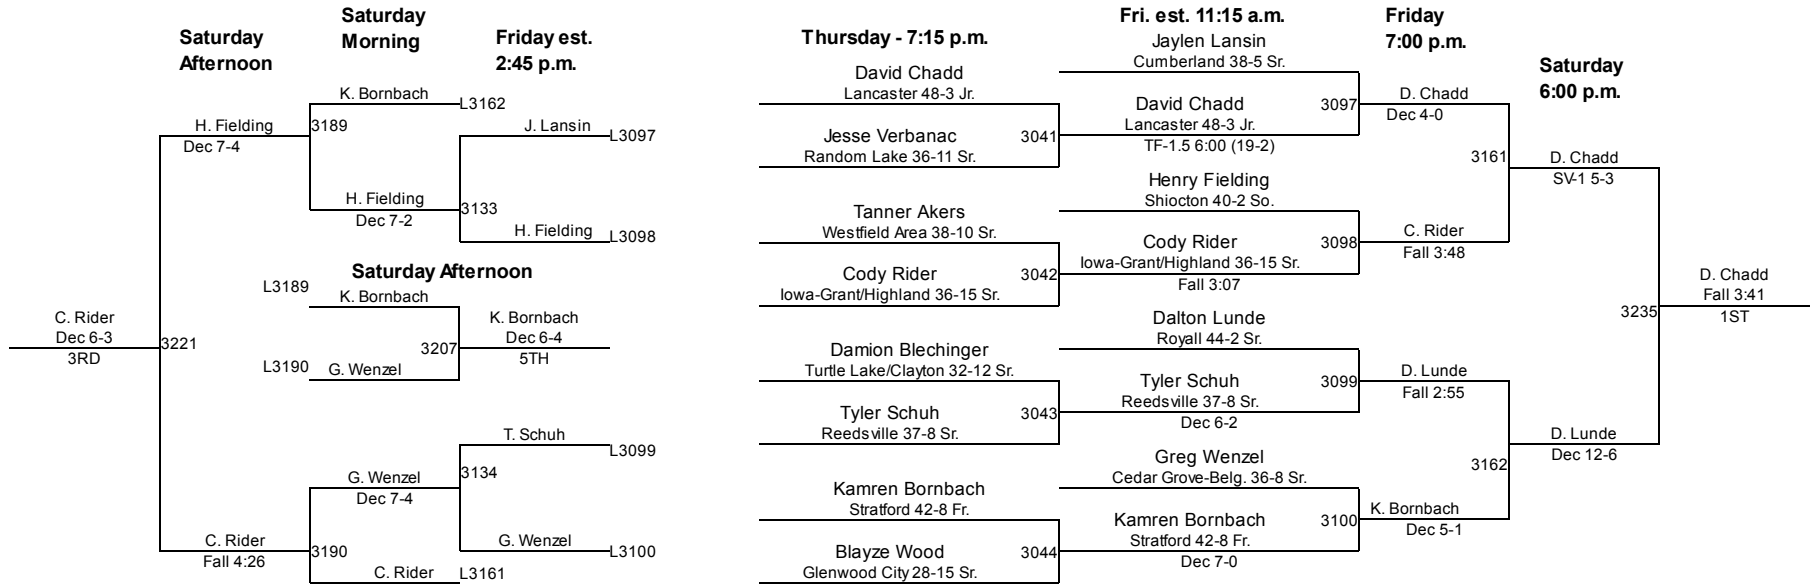 Saturday
Afternoon
Saturday
Morning
Friday est.
2:45 p.m.
K. Bornbach
L3162
H. Fielding
3189
Dec 7-4
J. Lansin
L3097
H. Fielding
3133
Dec 7-2
H. Fielding
L3098
Saturday Afternoon
L3189
K. Bornbach
C. Rider
Dec 6-3
3RD
3221
3207
K. Bornbach
Dec 6-4
5TH
L3190
G. Wenzel
T. Schuh
L3099
3134
G. Wenzel
Dec 7-4
G. Wenzel
L3100
C. Rider
Fall 4:26
3190
C. Rider
L3161
Thursday - 7:15 p.m.
David Chadd
Lancaster 48-3 Jr.
Jesse Verbanac
Random Lake 36-11 Sr.
3041
Tanner Akers
Westfield Area 38-10 Sr.
Cody Rider
Iowa-Grant/Highland 36-15 Sr.
3042
Damion Blechinger
Turtle Lake/Clayton 32-12 Sr.
Tyler Schuh
Reedsville 37-8 Sr.
3043
Kamren Bornbach
Stratford 42-8 Fr.
Blayze Wood
Glenwood City 28-15 Sr.
3044
Fri. est. 11:15 a.m.
Jaylen Lansin
Cumberland 38-5 Sr.
David Chadd
Lancaster 48-3 Jr.
TF-1.5 6:00 (19-2)
3097
Henry Fielding
Shiocton 40-2 So.
Cody Rider
Iowa-Grant/Highland 36-15 Sr.
Fall 3:07
3098
Dalton Lunde
Royall 44-2 Sr.
Tyler Schuh
Reedsville 37-8 Sr.
Dec 6-2
3099
Greg Wenzel
Cedar Grove-Belg. 36-8 Sr.
Kamren Bornbach
Stratford 42-8 Fr.
Dec 7-0
3100
Friday
7:00 p.m.
D. Chadd
Dec 4-0
3161
C. Rider
Fall 3:48
D. Lunde
Fall 2:55
3162
K. Bornbach
Dec 5-1
Saturday
6:00 p.m.
D. Chadd
SV-1 5-3
3235
D. Lunde
Dec 12-6
D. Chadd
Fall 3:41
1ST